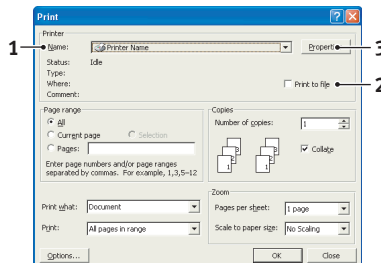 Print
Printer
1 Name: Printer Name Properti 3
Status: Idle
Type:
Where: Print to file 2
Comment:
Page range
All
Current page Selection
Pages:
Enter page numbers and/or page ranges
separated by commas. For example, 1,3,5–12
Copies
Number of copies: 1
Collate
Print what: Document
Print: All pages in range
Zoom
Pages per sheet: 1 page
Scale to paper size: No Scaling
Options... OK Close